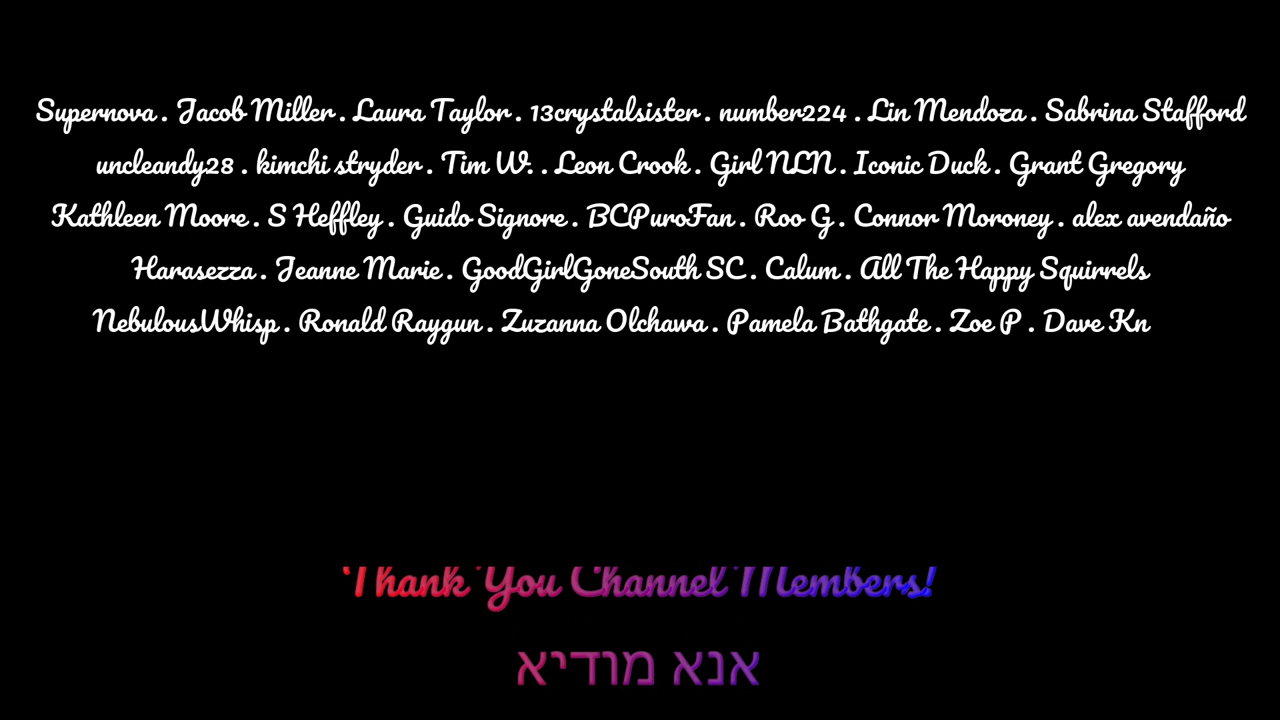 Supernova . Jacob Miller . Laura Taylor . 13crystalsister . number224 . Lin Mendoza . Sabrina Stafford
uncleandy28 . kimchi stryder . Tim W. . Leon Crook . Girl NLN . Iconic Duck . Grant Gregory
Kathleen Moore . S Heffley . Guido Signore . BCPuroFan . Roo G . Connor Moroney . alex avendaño
Harasezza . Jeanne Marie . GoodGirlGoneSouth SC . Calum . All The Happy Squirrels
NebulousWhisp . Ronald Raygun . Zuzanna Olchawa . Pamela Bathgate . Zoe P . Dave Kn
Thank You Channel Members!
אנא מודיא